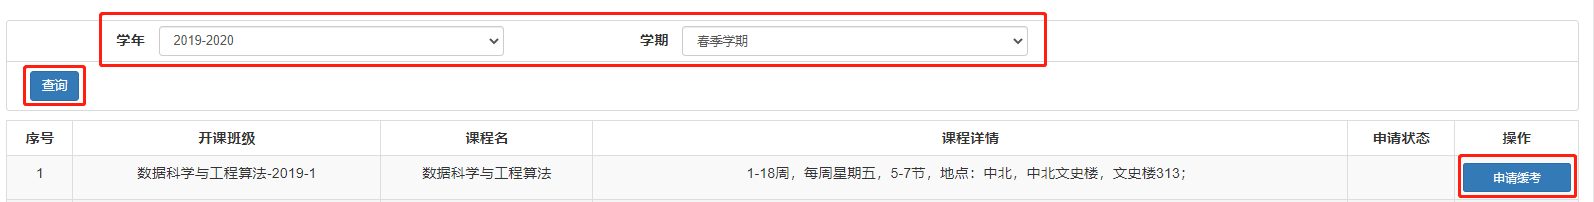 学年 2019-2020 学期 春季学期
查询
序号 开课班级 课程名 课程详情 申请状态 操作
1 数据科学与工程算法-2019-1 数据科学与工程算法 1-18周，每周星期五，5-7节，地点：中北，中北文史楼，文史楼313； 申请缓考